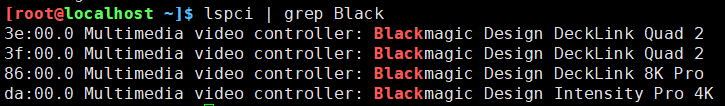 [root@localhost ~]$ lspci | grep Black
3e:00.0 Multimedia video controller: Blackmagic Design DeckLink Quad 2
3f:00.0 Multimedia video controller: Blackmagic Design DeckLink Quad 2
86:00.0 Multimedia video controller: Blackmagic Design DeckLink 8K Pro
da:00.0 Multimedia video controller: Blackmagic Design Intensity Pro 4K